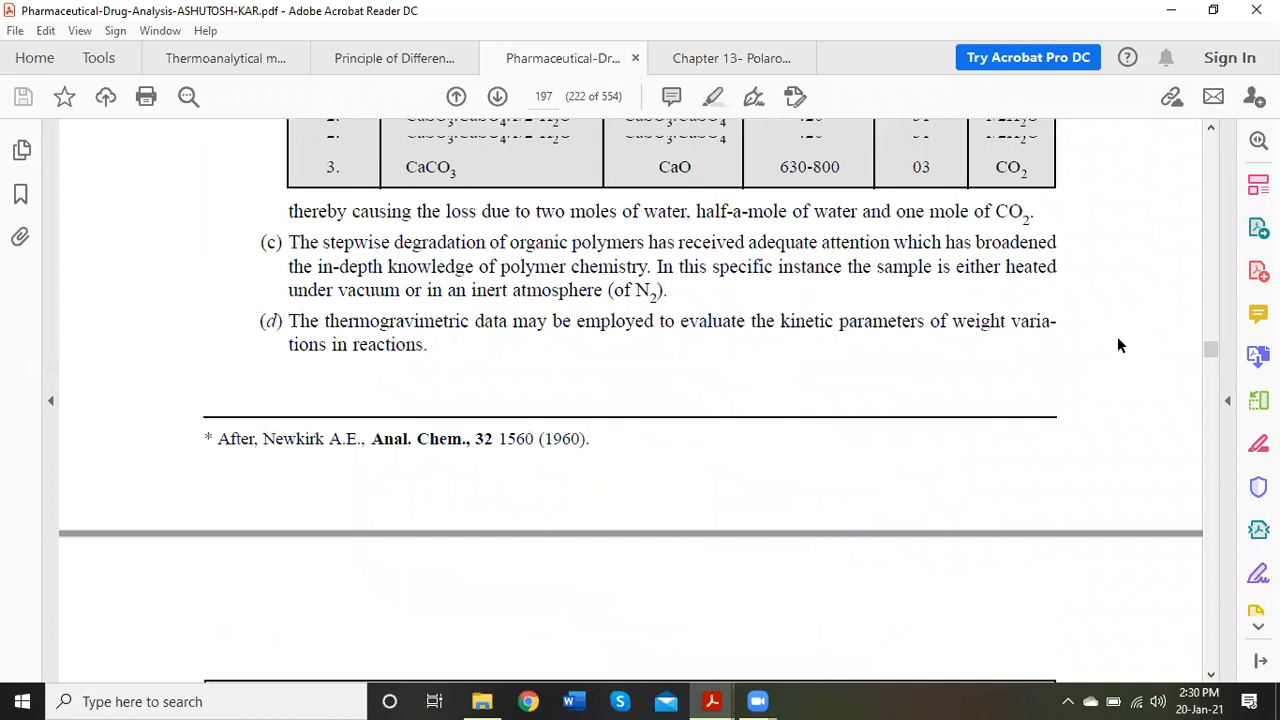 Pharmaceutical-Drug-Analysis-ASHUTOSH-KAR.pdf - Adobe Acrobat Reader DC
File Edit View Sign Window Help
Home Tools Thermoanalytical m... Principle of Differen... Pharmaceutical-Dr... Chapter 13- Polaro... Try Acrobat Pro DC Sign In
197 (222 of 554)
3. CaCO₃ CaO 630-800 03 CO₂
thereby causing the loss due to two moles of water, half-a-mole of water and one mole of CO₂.
(c) The stepwise degradation of organic polymers has received adequate attention which has broadened
the in-depth knowledge of polymer chemistry. In this specific instance the sample is either heated
under vacuum or in an inert atmosphere (of N₂).
(d) The thermogravimetric data may be employed to evaluate the kinetic parameters of weight varia-
tions in reactions.
* After, Newkirk A.E., Anal. Chem., 32 1560 (1960).
Type here to search
2:30 PM
20-Jan-21